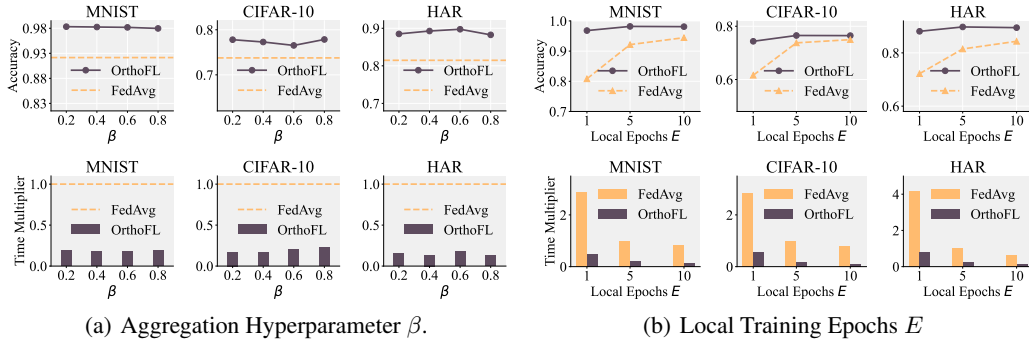 MNIST CIFAR-10 HAR MNIST CIFAR-10 HAR
Accuracy
0.98
0.93
0.88
0.83
OrthoFL
FedAvg
0.2 0.4 0.6 0.8
β
0.8
0.7
OrthoFL
FedAvg
0.2 0.4 0.6 0.8
β
0.9
0.8
0.7
OrthoFL
FedAvg
0.2 0.4 0.6 0.8
β
Accuracy
1.0
0.9
0.8
0.7
OrthoFL
FedAvg
1 5 10
Local Epochs E
0.8
0.6
OrthoFL
FedAvg
1 5 10
Local Epochs E
0.8
0.6
OrthoFL
FedAvg
1 5 10
Local Epochs E
MNIST CIFAR-10 HAR MNIST CIFAR-10 HAR
Time Multiplier
1.0
0.5
0.0
FedAvg
OrthoFL
0.2 0.4 0.6 0.8
β
1.0
0.5
0.0
FedAvg
OrthoFL
0.2 0.4 0.6 0.8
β
1.0
0.5
0.0
FedAvg
OrthoFL
0.2 0.4 0.6 0.8
β
Time Multiplier
2
0
FedAvg
OrthoFL
1 5 10
Local Epochs E
2
0
FedAvg
OrthoFL
1 5 10
Local Epochs E
4
2
0
FedAvg
OrthoFL
1 5 10
Local Epochs E
(a) Aggregation Hyperparameter β.
(b) Local Training Epochs E